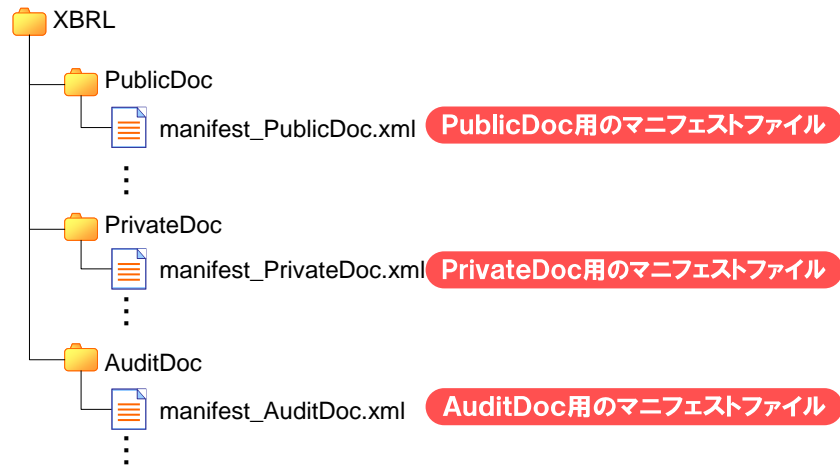 XBRL
PublicDoc
manifest_PublicDoc.xml PublicDoc用のマニフェストファイル
PrivateDoc
manifest_PrivateDoc.xml PrivateDoc用のマニフェストファイル
AuditDoc
manifest_AuditDoc.xml AuditDoc用のマニフェストファイル